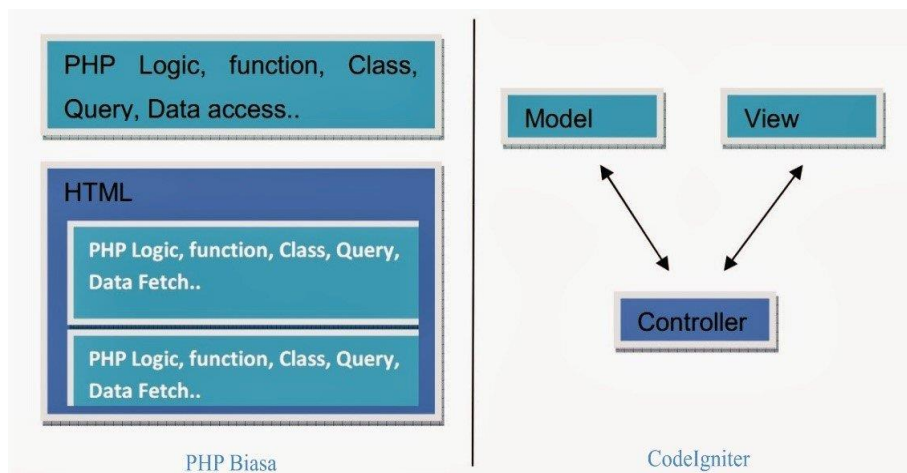 PHP Logic, function, Class,
Query, Data access..
HTML
PHP Logic, function, Class, Query,
Data Fetch..
PHP Logic, function, Class, Query,
Data Fetch..
PHP Biasa
Model
View
Controller
CodeIgniter